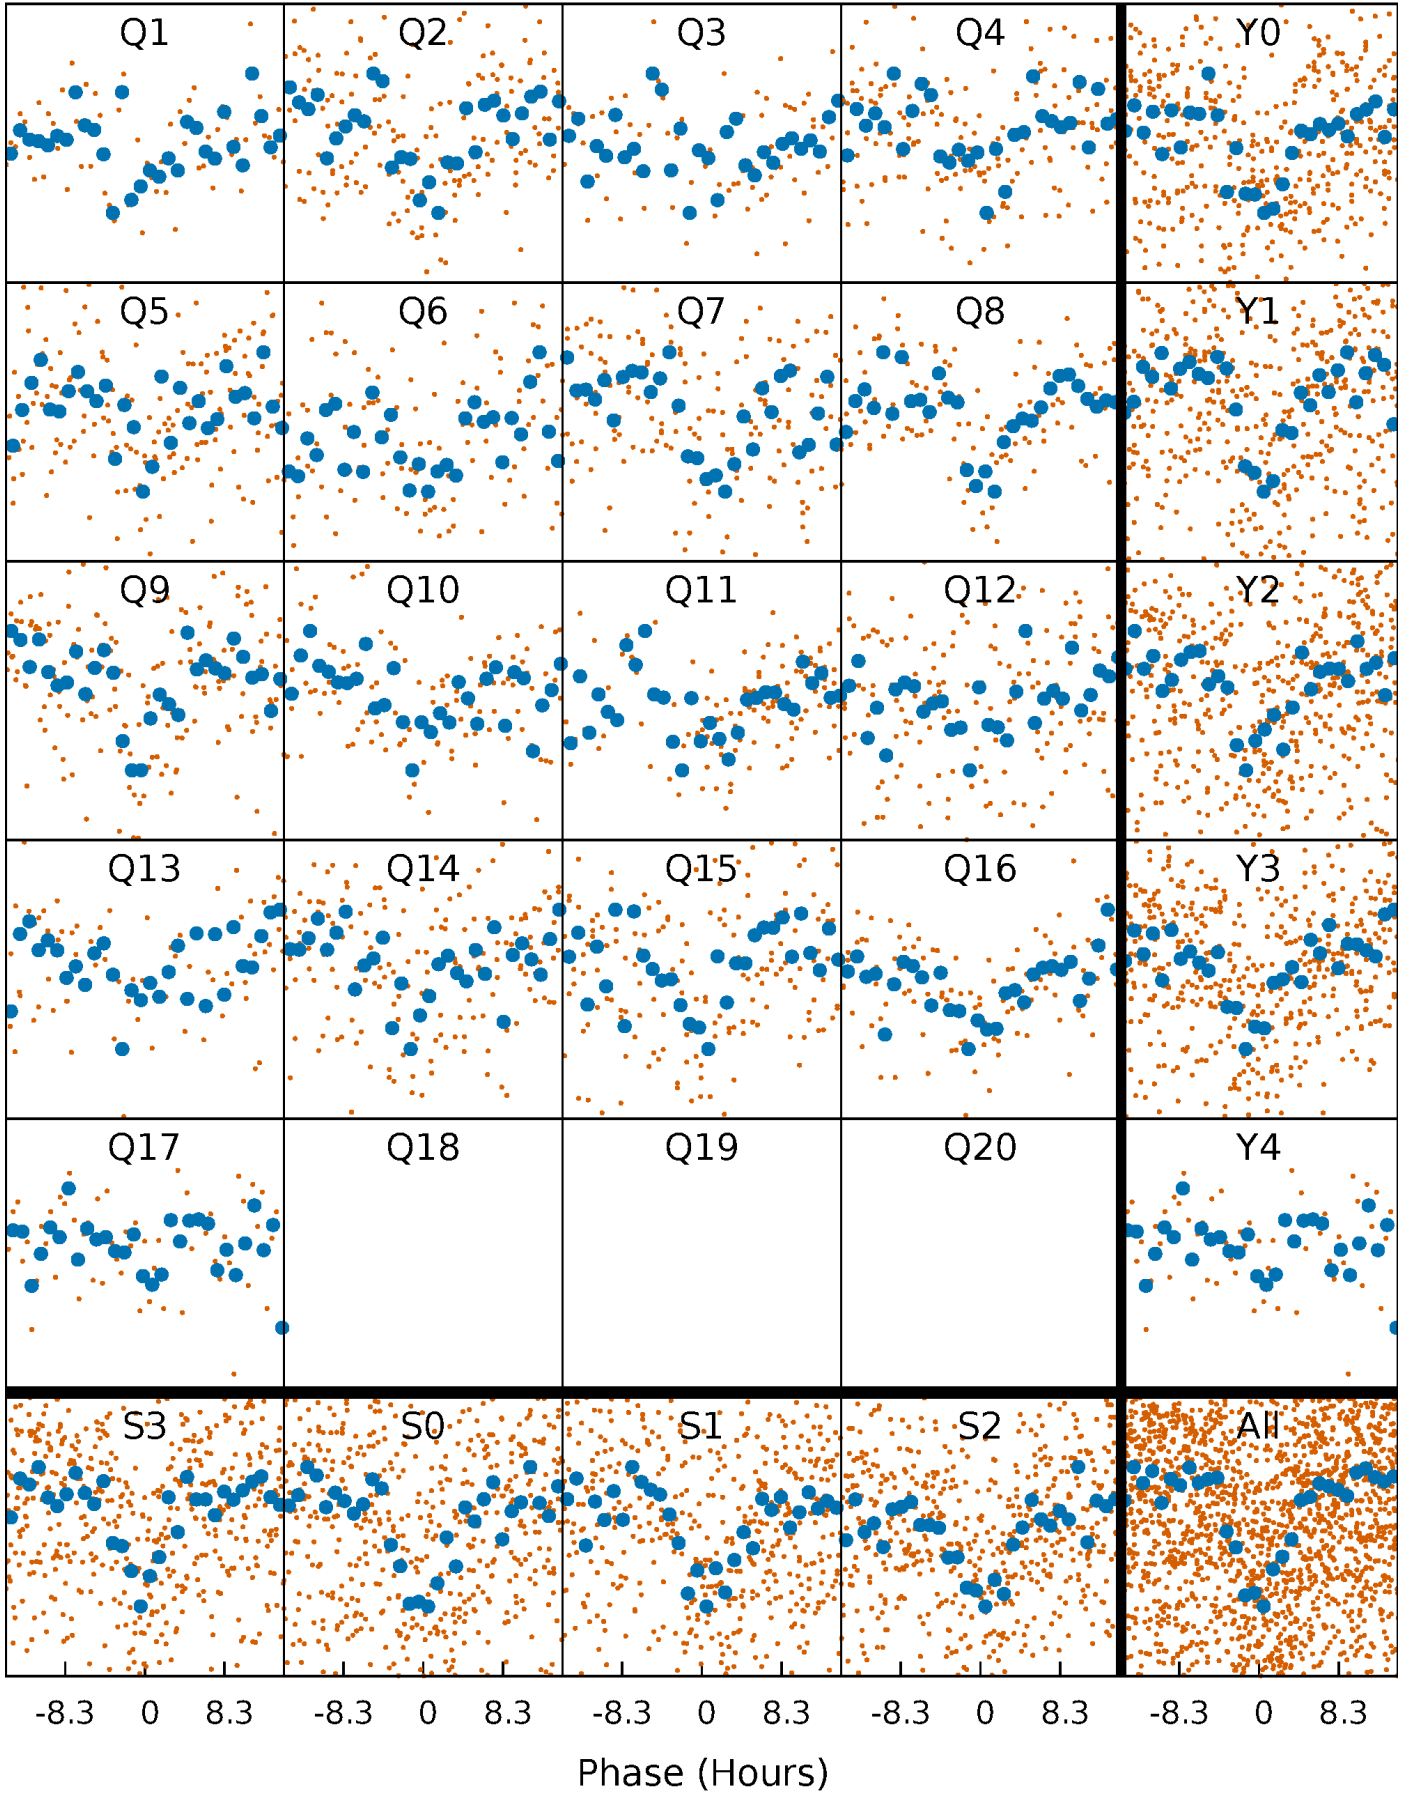 Q1 Q2 Q3 Q4 Y0
Q5 Q6 Q7 Q8 Y1
Q9 Q10 Q11 Q12 Y2
Q13 Q14 Q15 Q16 Y3
Q17 Q18 Q19 Q20 Y4
S3 S0 S1 S2 All
-8.3 0 8.3 -8.3 0 8.3 -8.3 0 8.3 -8.3 0 8.3 -8.3 0 8.3
Phase (Hours)